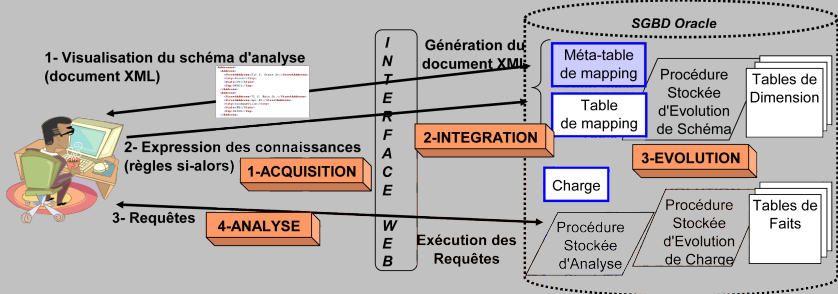 SGBD Oracle
1- Visualisation du schéma d'analyse
(document XML)
INTERFACE WEB
Génération du
document XML
Méta-table
de mapping
Procédure
Stockée
d'Evolution
de Schéma
Tables de
Dimension
Table
de mapping
2- Expression des connaissances
(règles si-alors)
1-ACQUISITION
2-INTEGRATION
3-EVOLUTION
Charge
3- Requêtes
4-ANALYSE
Exécution des
Requêtes
Procédure
Stockée
d'Analyse
Procédure
Stockée
d'Evolution
de Charge
Tables de
Faits